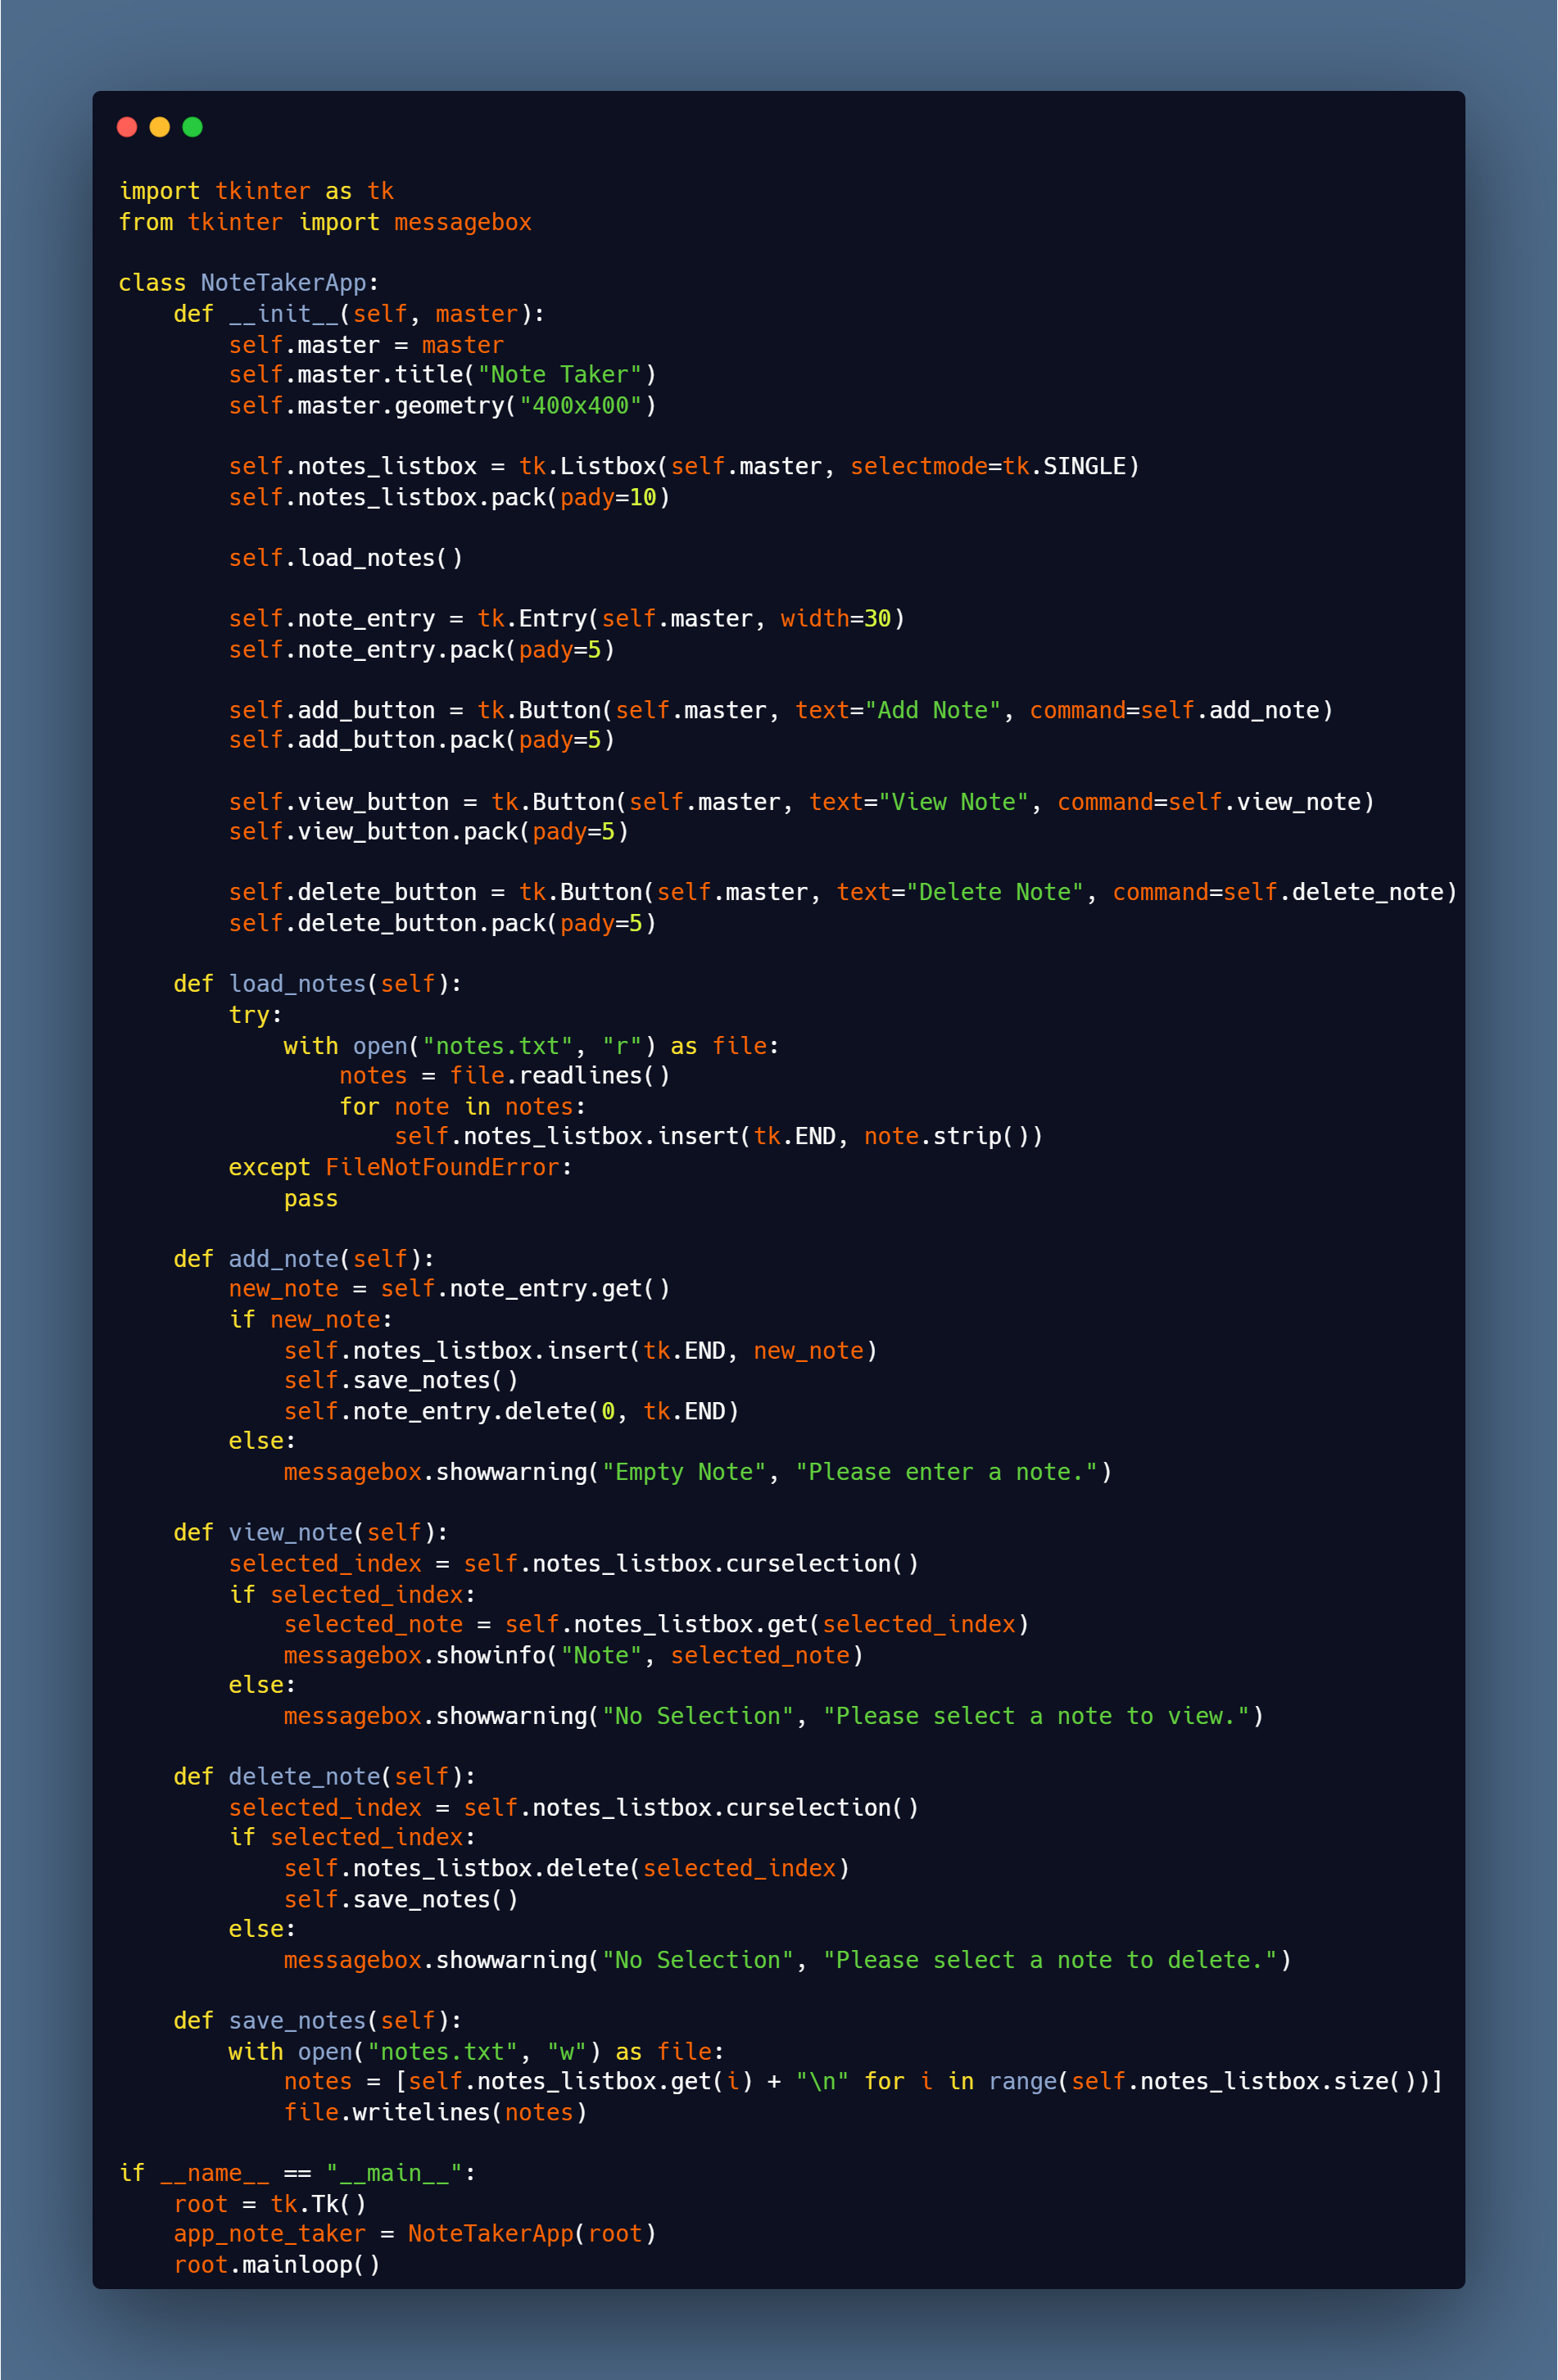 import tkinter as tk
from tkinter import messagebox

class NoteTakerApp:
    def __init__(self, master):
        self.master = master
        self.master.title("Note Taker")
        self.master.geometry("400x400")

        self.notes_listbox = tk.Listbox(self.master, selectmode=tk.SINGLE)
        self.notes_listbox.pack(pady=10)

        self.load_notes()

        self.note_entry = tk.Entry(self.master, width=30)
        self.note_entry.pack(pady=5)

        self.add_button = tk.Button(self.master, text="Add Note", command=self.add_note)
        self.add_button.pack(pady=5)

        self.view_button = tk.Button(self.master, text="View Note", command=self.view_note)
        self.view_button.pack(pady=5)

        self.delete_button = tk.Button(self.master, text="Delete Note", command=self.delete_note)
        self.delete_button.pack(pady=5)

    def load_notes(self):
        try:
            with open("notes.txt", "r") as file:
                notes = file.readlines()
                for note in notes:
                    self.notes_listbox.insert(tk.END, note.strip())
        except FileNotFoundError:
            pass

    def add_note(self):
        new_note = self.note_entry.get()
        if new_note:
            self.notes_listbox.insert(tk.END, new_note)
            self.save_notes()
            self.note_entry.delete(0, tk.END)
        else:
            messagebox.showwarning("Empty Note", "Please enter a note.")

    def view_note(self):
        selected_index = self.notes_listbox.curselection()
        if selected_index:
            selected_note = self.notes_listbox.get(selected_index)
            messagebox.showinfo("Note", selected_note)
        else:
            messagebox.showwarning("No Selection", "Please select a note to view.")

    def delete_note(self):
        selected_index = self.notes_listbox.curselection()
        if selected_index:
            self.notes_listbox.delete(selected_index)
            self.save_notes()
        else:
            messagebox.showwarning("No Selection", "Please select a note to delete.")

    def save_notes(self):
        with open("notes.txt", "w") as file:
            notes = [self.notes_listbox.get(i) + "\n" for i in range(self.notes_listbox.size())]
            file.writelines(notes)

if __name__ == "__main__":
    root = tk.Tk()
    app_note_taker = NoteTakerApp(root)
    root.mainloop()